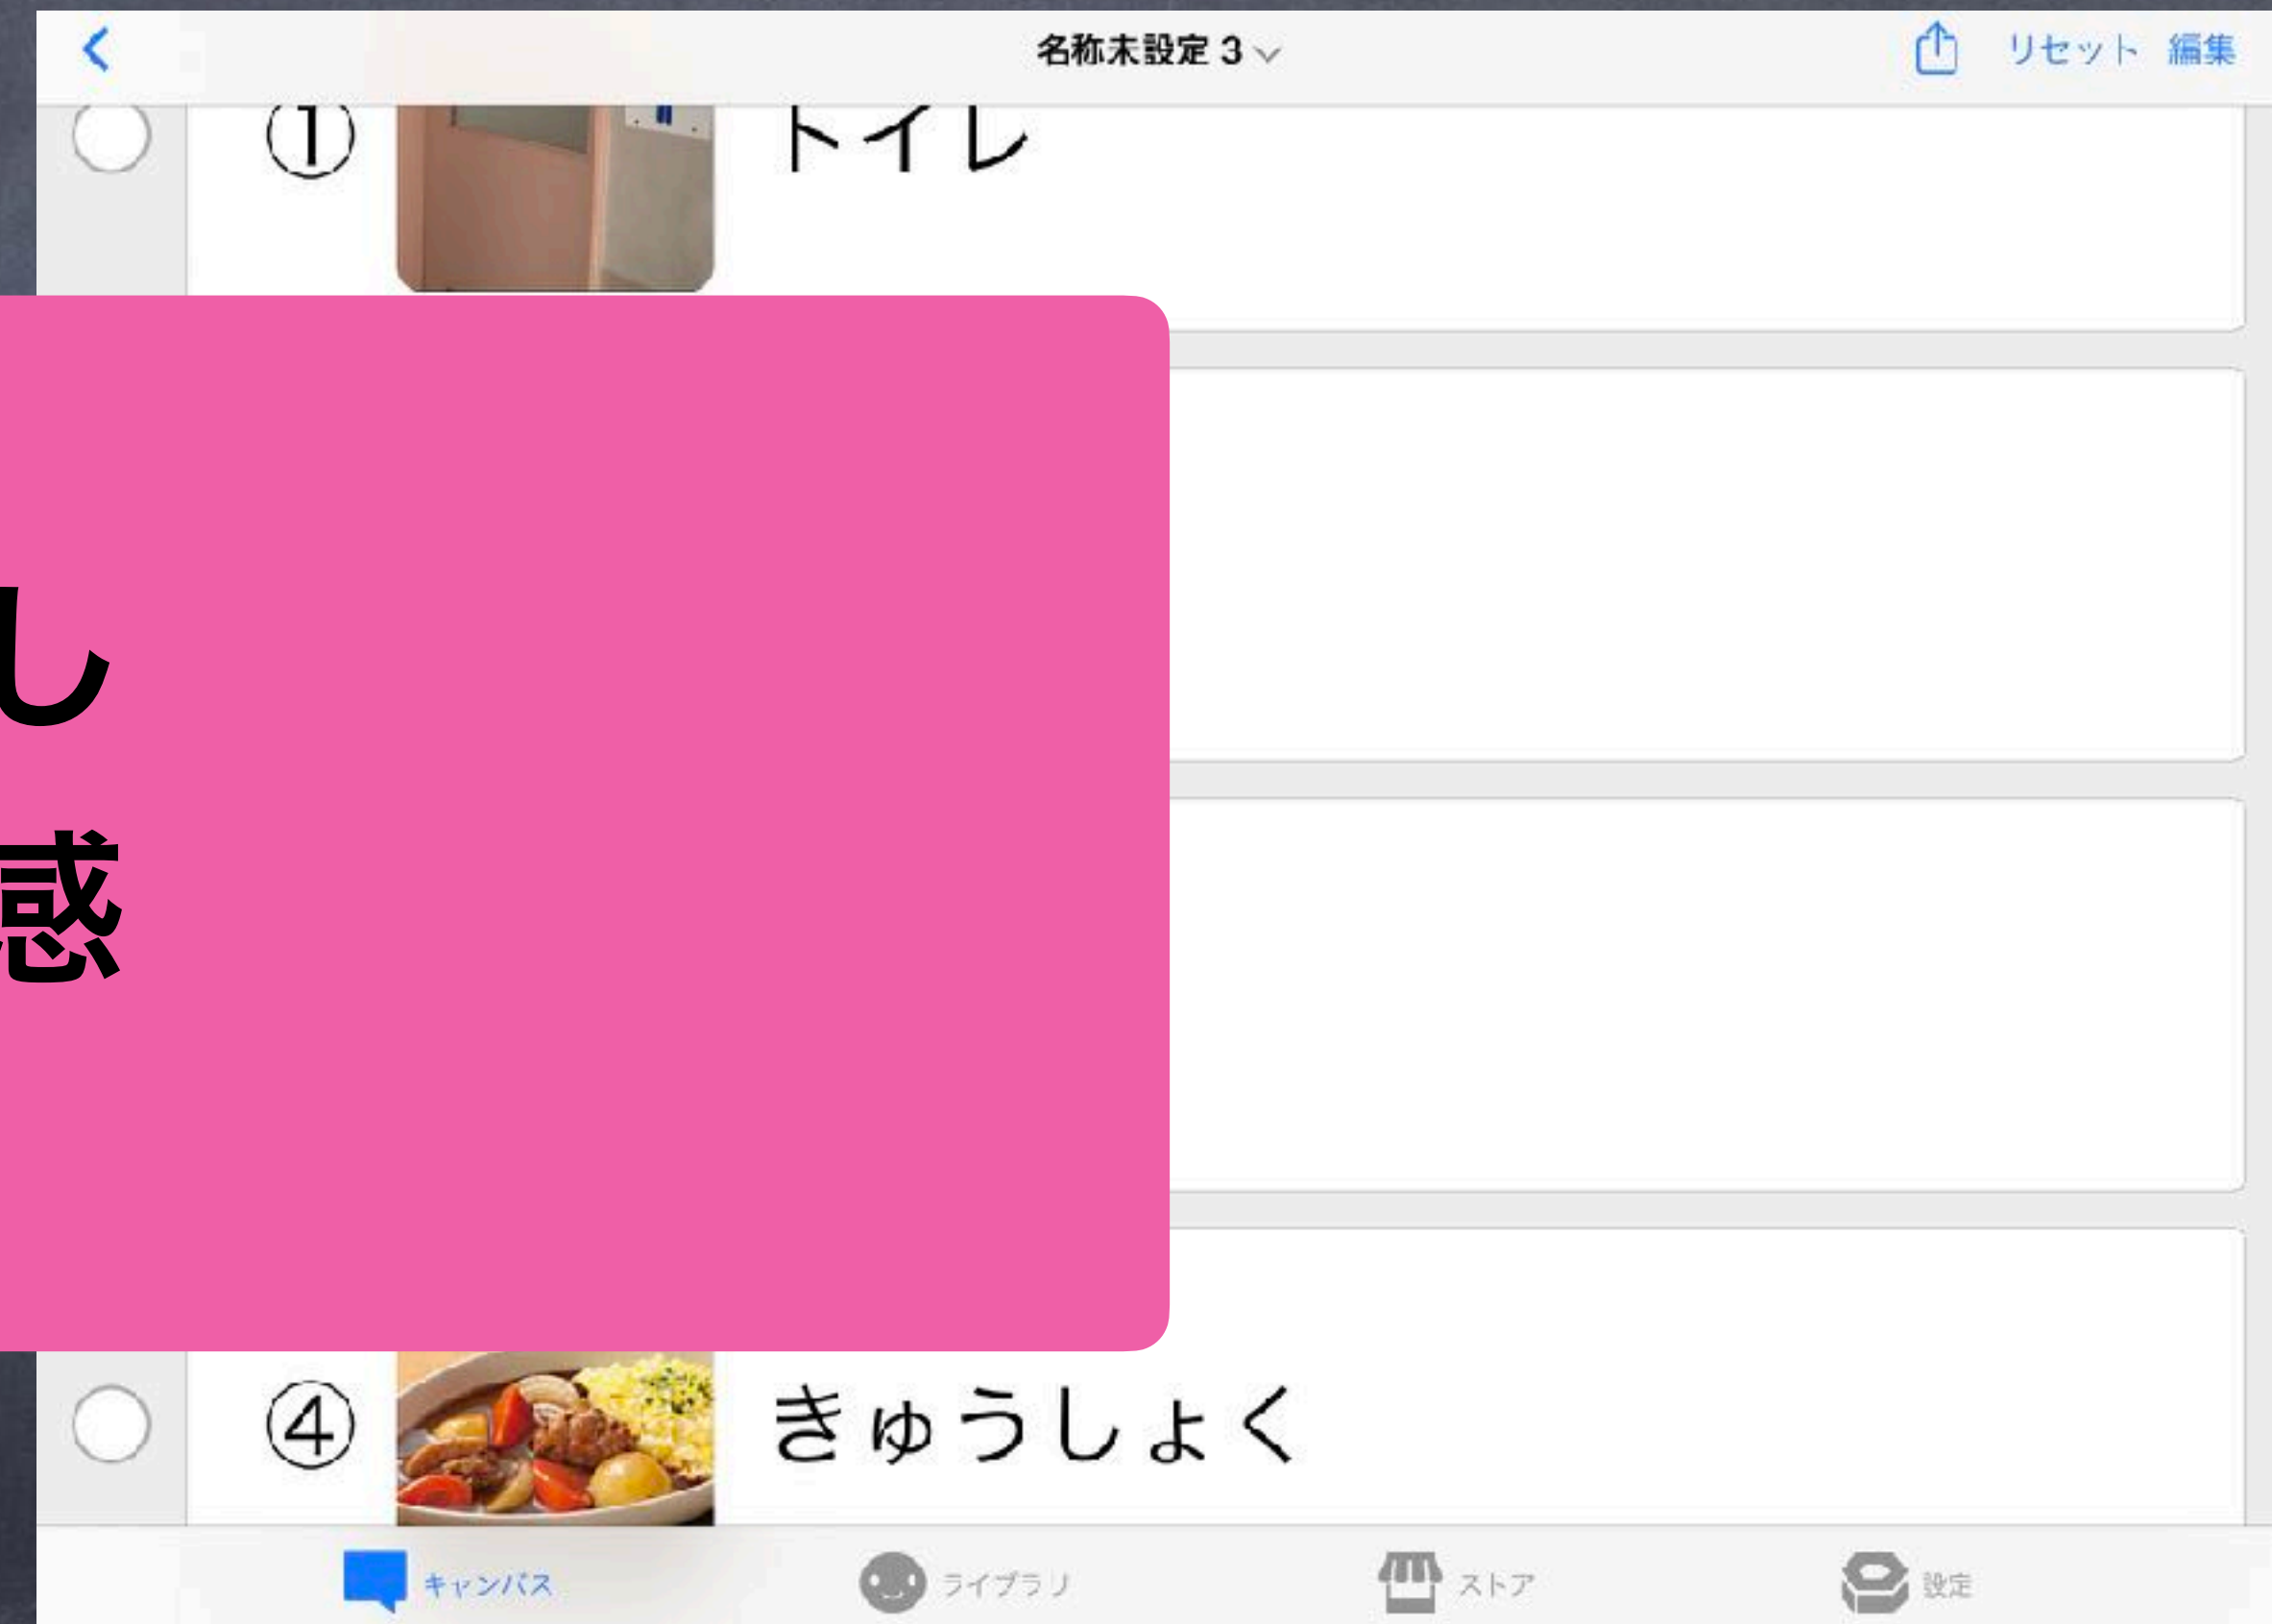 名称未設定 3
リセット 編集
① トイレ
し
感
④ きゅうしょく
キャンバス ライブラリ ストア 設定